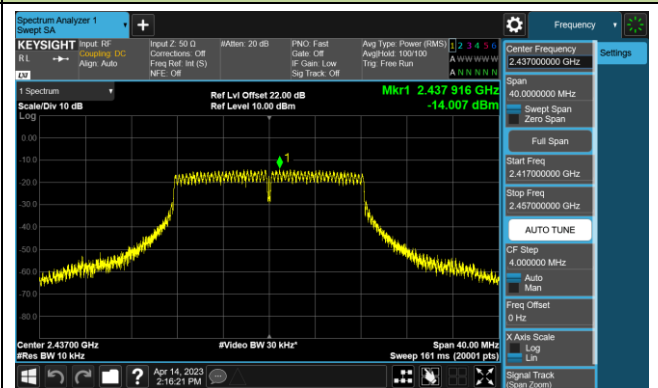 Spectrum Analyzer 1
Swept SA
Frequency
KEYSIGHT
RL
LXI
Input: RF
Coupling: DC
Align: Auto
Input Z: 50 Ω
Corrections: Off
Freq Ref: Int (S)
NFE: Off
#Atten: 20 dB
PNO: Fast
Gate: Off
IF Gain: Low
Sig Track: Off
Avg Type: Power (RMS)
Avg|Hold: 100/100
Trig: Free Run
1 2 3 4 5 6
A W W W W W
A N N N N N
1 Spectrum
Scale/Div 10 dB
Log
Ref Lvl Offset 22.00 dB
Ref Level 10.00 dBm
Mkr1 2.437 916 GHz
-14.007 dBm
0.00
-10.0
-20.0
-30.0
-40.0
-50.0
-60.0
-70.0
-80.0
1
Center 2.43700 GHz
#Res BW 10 kHz
#Video BW 30 kHz*
Span 40.00 MHz
Sweep 161 ms (20001 pts)
Apr 14, 2023
2:16:21 PM
Center Frequency
2.437000000 GHz
Span
40.0000000 MHz
Swept Span
Zero Span
Full Span
Start Freq
2.417000000 GHz
Stop Freq
2.457000000 GHz
AUTO TUNE
CF Step
4.000000 MHz
Auto
Man
Freq Offset
0 Hz
X Axis Scale
Log
Lin
Signal Track
(Span Zoom)
Settings